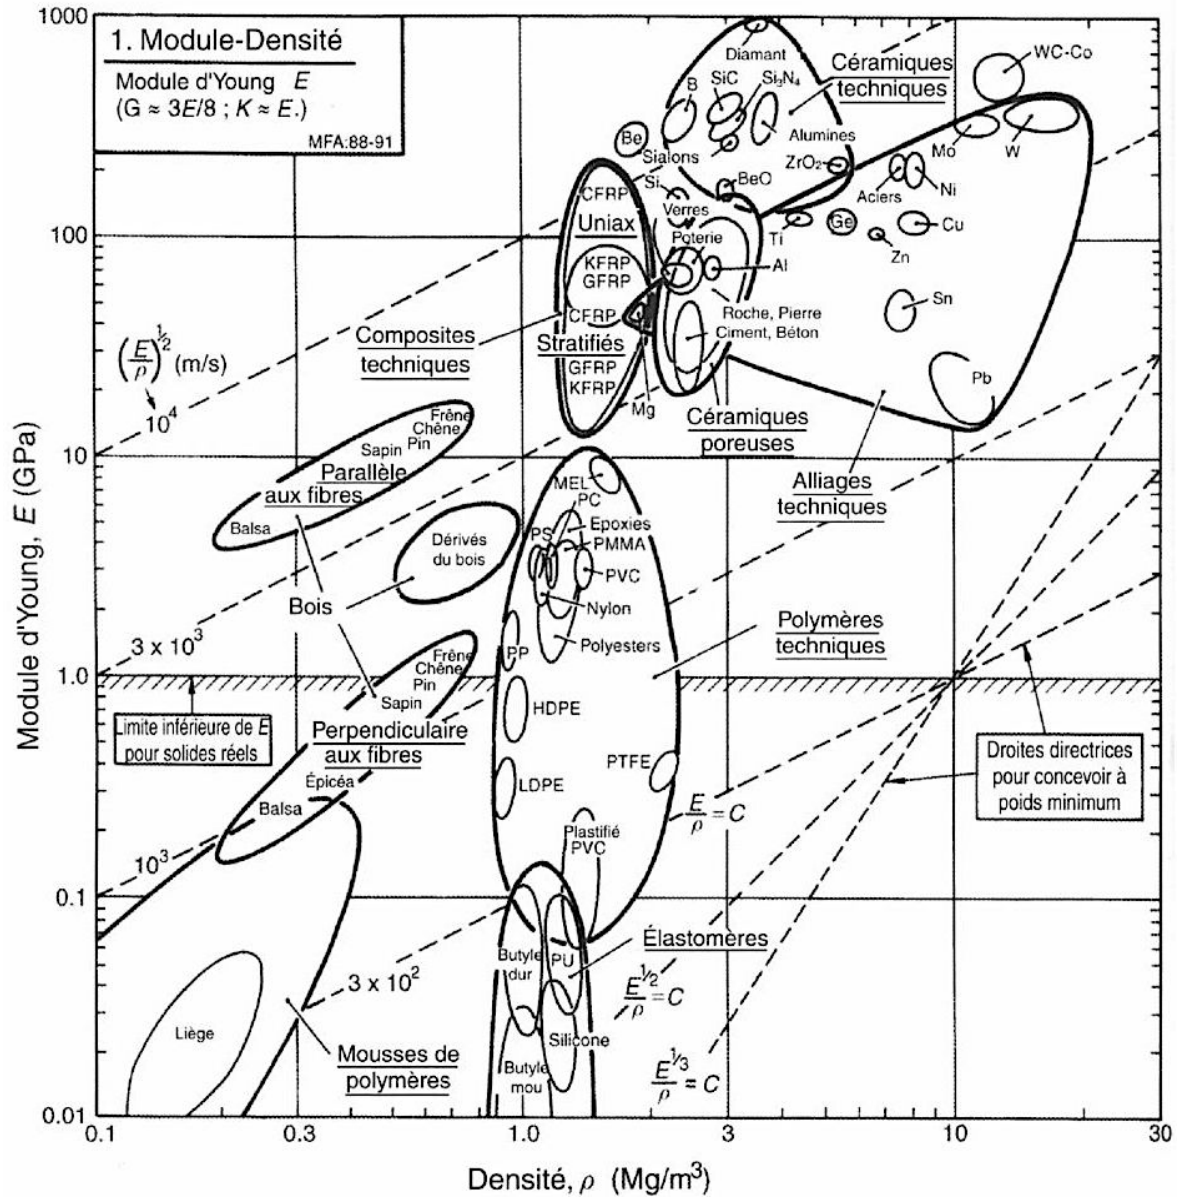 1000
1. Module-Densité
Module d'Young E
(G ≈ 3E/8 ; K ≈ E.)
MFA:88-91
Diamant
Céramiques
techniques
WC-Co
B
SiC
Si₃N₄
Be
Alumines
Sialons
Mo
W
ZrO₂
CFRP
Si
BeO
Aciers
Ni
Uniax
Verres
100
Poterie
Ti
Ge
Cu
Zn
KFRP
GFRP
Al
CFRP
Roche, Pierre
Ciment, Béton
Sn
Composites
techniques
Stratifiés
(E/ρ)^½ (m/s)
GFRP
KFRP
Pb
Mg
10⁴
Frêne
Chêne
Pin
Sapin
Céramiques
poreuses
10
Parallèle
aux fibres
MEL
PC
Alliages
techniques
Balsa
Epoxies
PS
PMMA
Dérivés
du bois
PVC
Bois
Nylon
3 x 10³
Polyesters
Polymères
techniques
PP
Frêne
Chêne
Pin
1.0
Sapin
HDPE
Limite inférieure de E
pour solides réels
Perpendiculaire
aux fibres
Droites directrices
pour concevoir à
poids minimum
PTFE
Épicéa
LDPE
Balsa
E/ρ = C
Plastifié
PVC
10³
0.1
Élastomères
Butyle
dur
PU
3 x 10²
E^½/ρ = C
Liège
Silicone
Mousses de
polymères
Butyle
mou
E^⅓/ρ = C
0.01
0.1
0.3
1.0
3
10
30
Module d'Young, E (GPa)
Densité, ρ (Mg/m³)